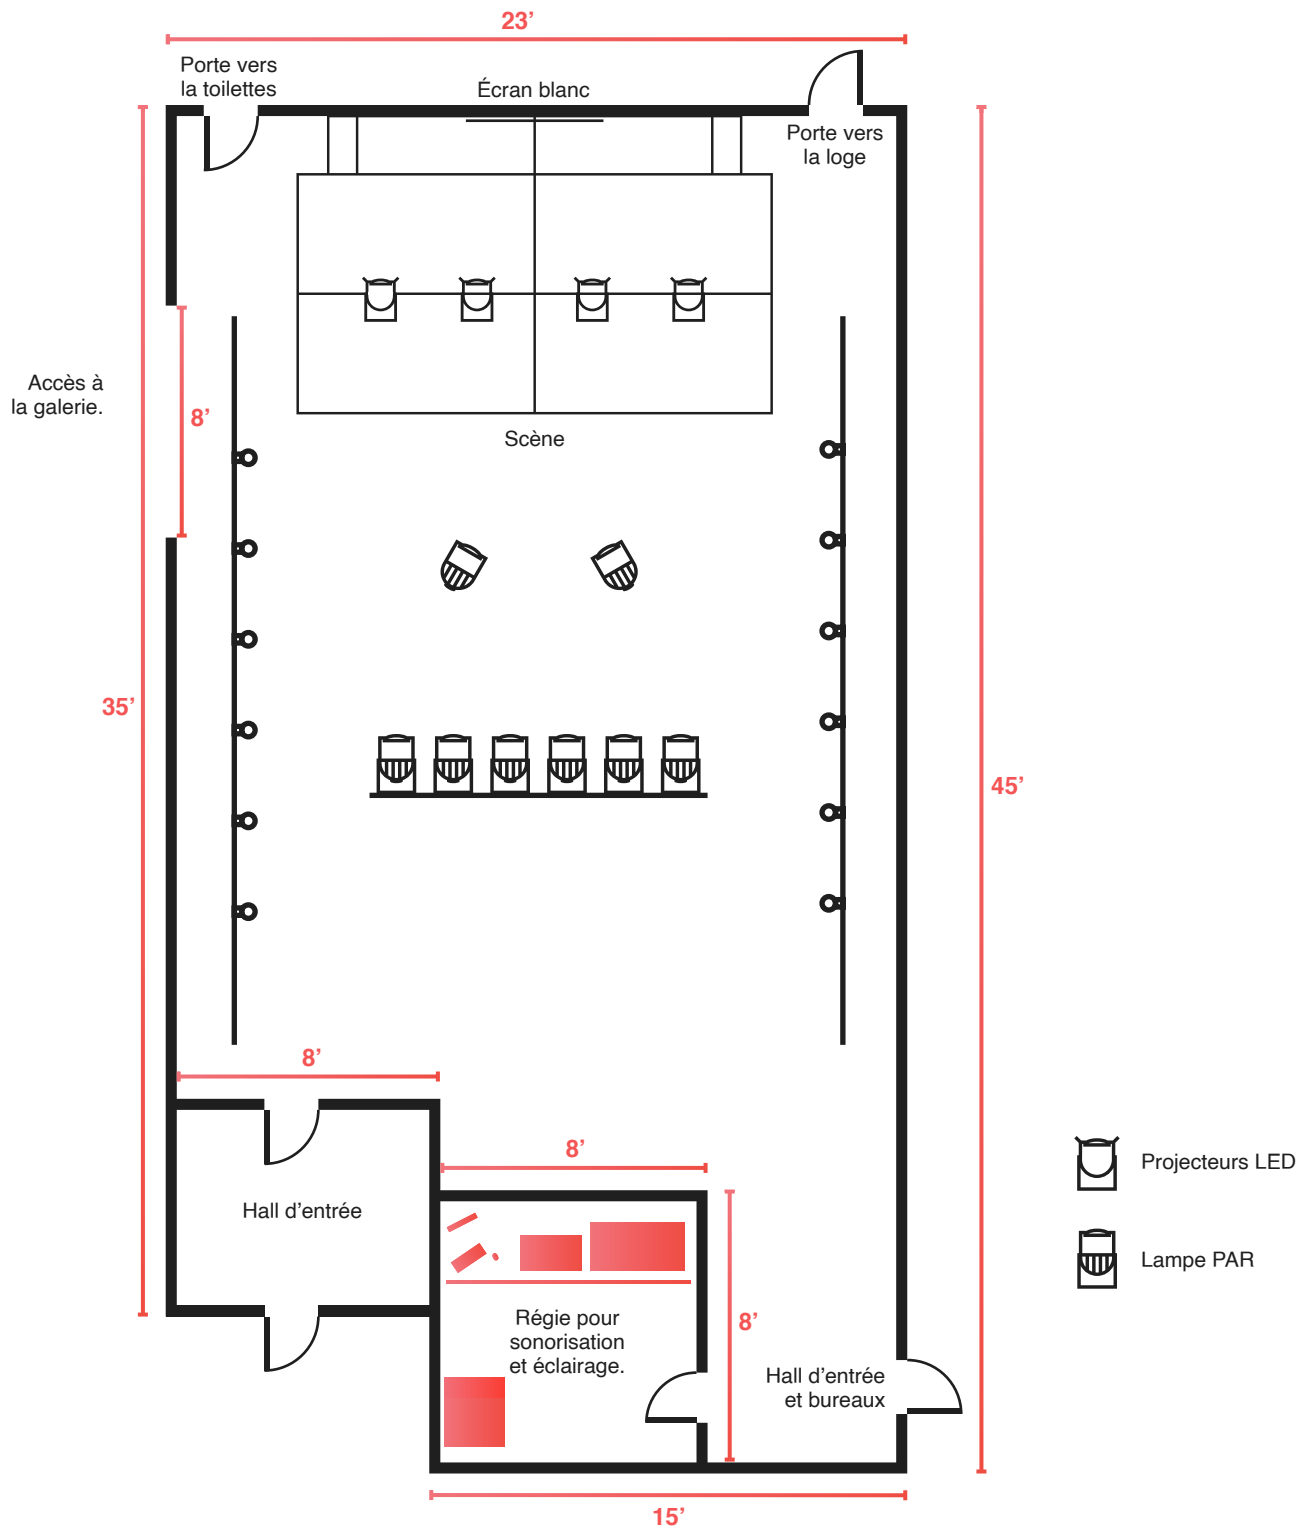 23’
Porte vers
la toilettes
Écran blanc
Porte vers
la loge
Accès à
la galerie.
8’
Scène
35’
45’
8’
8’
Hall d’entrée
Projecteurs LED
Lampe PAR
Régie pour
sonorisation
et éclairage.
8’
Hall d’entrée
et bureaux
15’